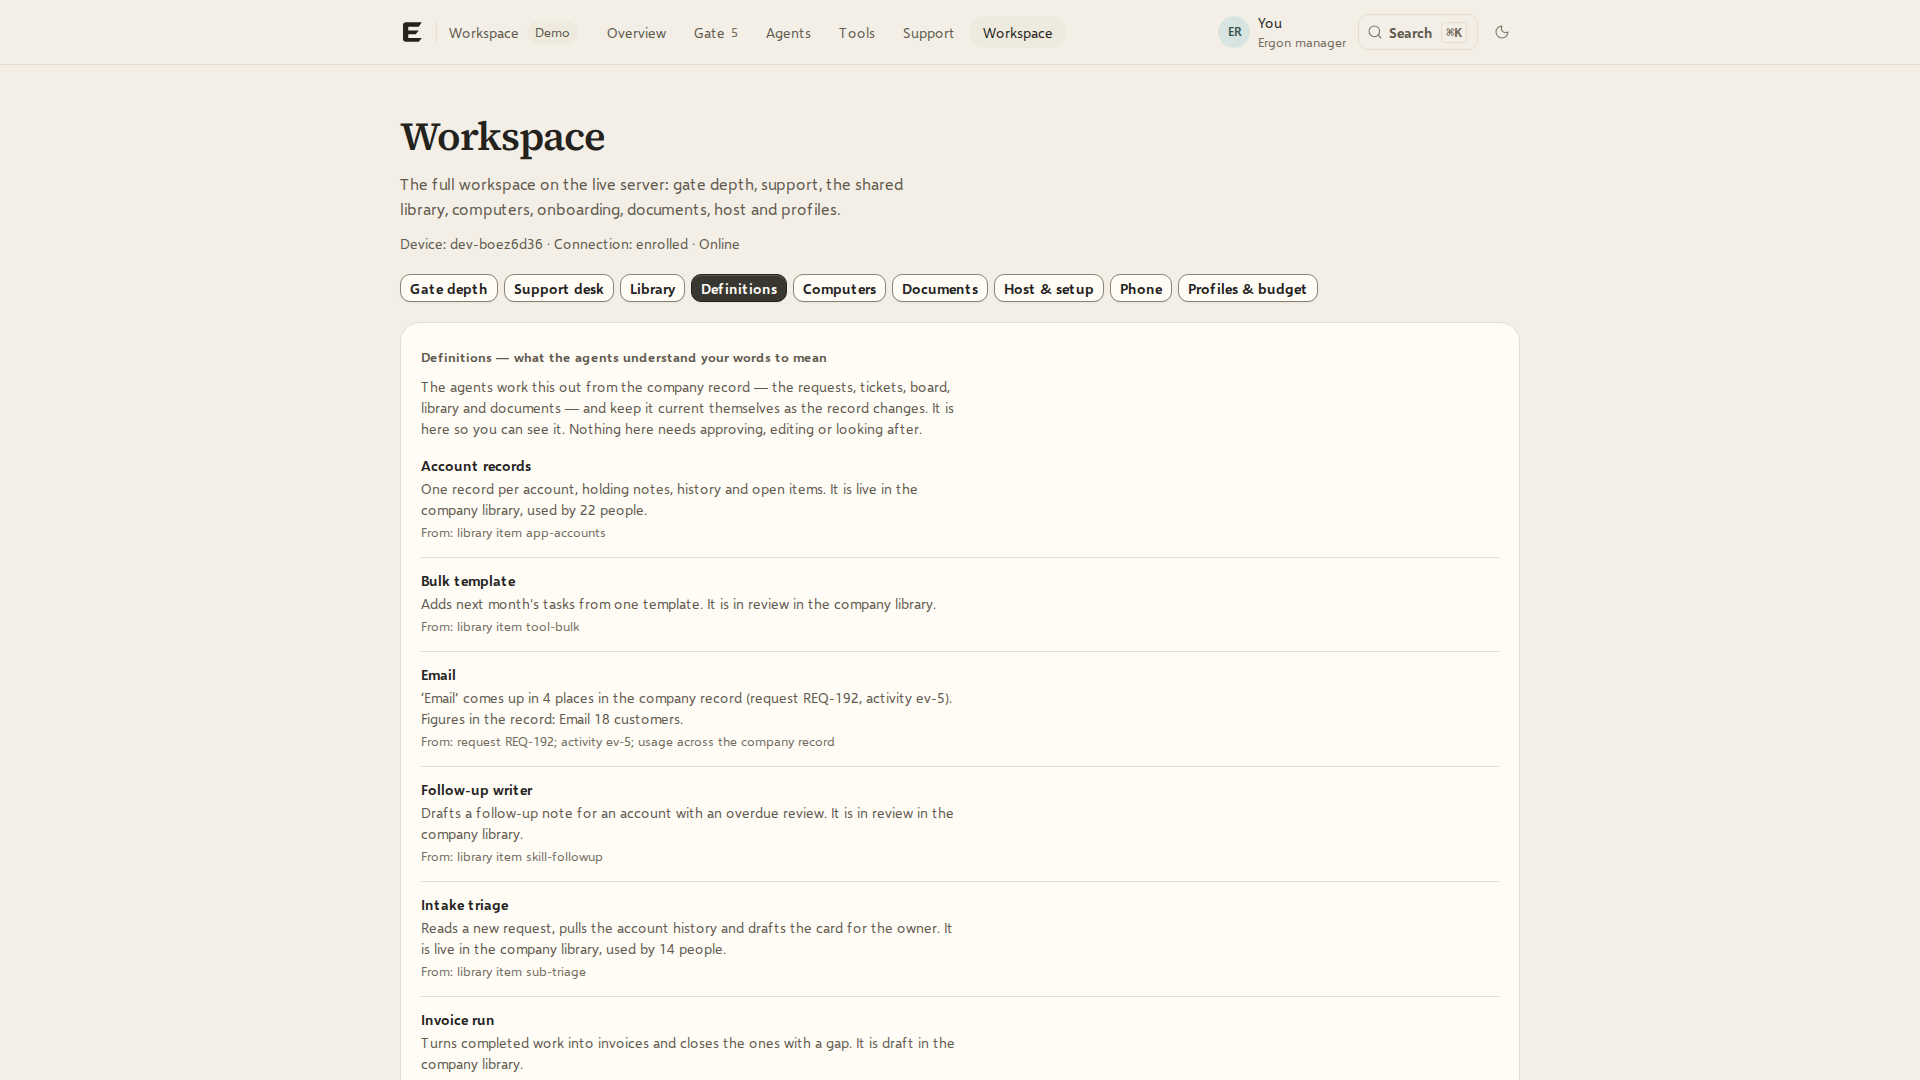 E Workspace Demo Overview Gate 5 Agents Tools Support Workspace ER You Search ⌘K
Ergon manager
Workspace
The full workspace on the live server: gate depth, support, the shared
library, computers, onboarding, documents, host and profiles.
Device: dev-boez6d36 · Connection: enrolled · Online
Gate depth Support desk Library Definitions Computers Documents Host & setup Phone Profiles & budget
Definitions — what the agents understand your words to mean
The agents work this out from the company record — the requests, tickets, board,
library and documents — and keep it current themselves as the record changes. It is
here so you can see it. Nothing here needs approving, editing or looking after.
Account records
One record per account, holding notes, history and open items. It is live in the
company library, used by 22 people.
From: library item app-accounts
Bulk template
Adds next month's tasks from one template. It is in review in the company library.
From: library item tool-bulk
Email
‘Email’ comes up in 4 places in the company record (request REQ-192, activity ev-5).
Figures in the record: Email 18 customers.
From: request REQ-192; activity ev-5; usage across the company record
Follow-up writer
Drafts a follow-up note for an account with an overdue review. It is in review in the
company library.
From: library item skill-followup
Intake triage
Reads a new request, pulls the account history and drafts the card for the owner. It
is live in the company library, used by 14 people.
From: library item sub-triage
Invoice run
Turns completed work into invoices and closes the ones with a gap. It is draft in the
company library.